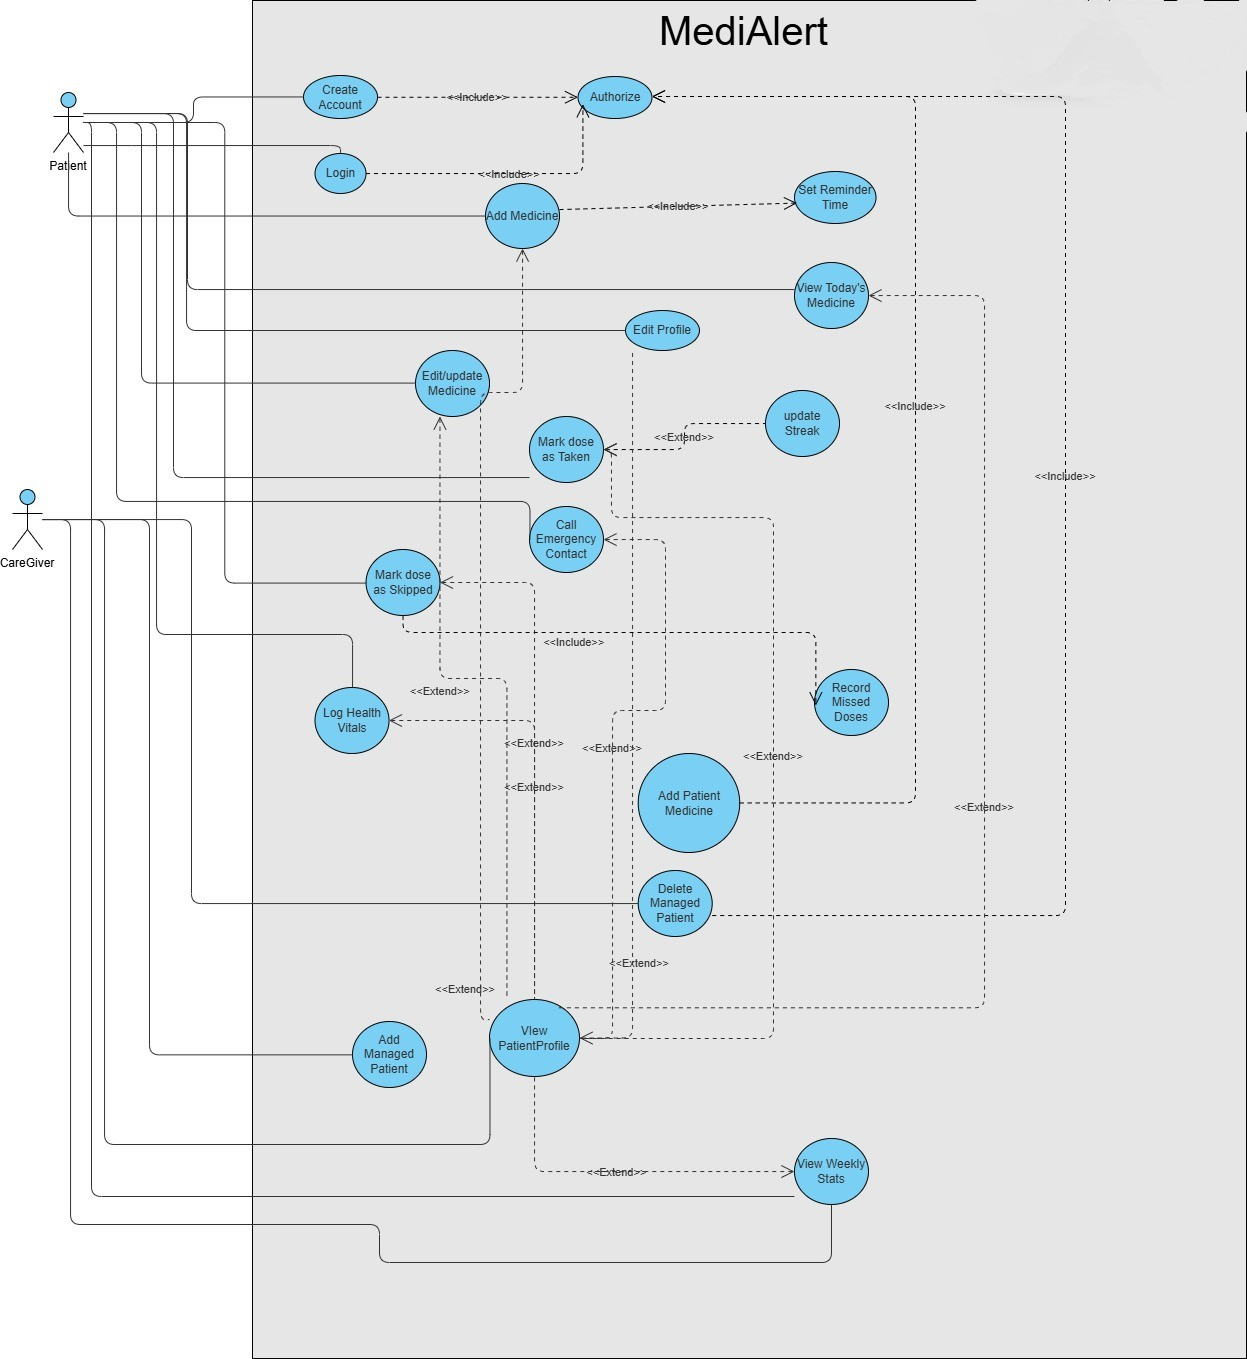 MediAlert
Create
Account
<<Include>>
Authorize
Patient
Login
<<Include>>
Add Medicine
<<Include>>
Set Reminder
Time
View Today's
Medicine
Edit Profile
Edit/update
Medicine
<<Include>>
update
Streak
<<Extend>>
Mark dose
as Taken
<<Include>>
CareGiver
Call
Emergency
Contact
Mark dose
as Skipped
<<Include>>
<<Extend>>
Record
Missed
Doses
Log Health
Vitals
<<Extend>>
<<Extend>>
<<Extend>>
<<Extend>>
Add Patient
Medicine
<<Extend>>
Delete
Managed
Patient
<<Extend>>
<<Extend>>
VIew
PatientProfile
Add
Managed
Patient
<<Extend>>
View Weekly
Stats